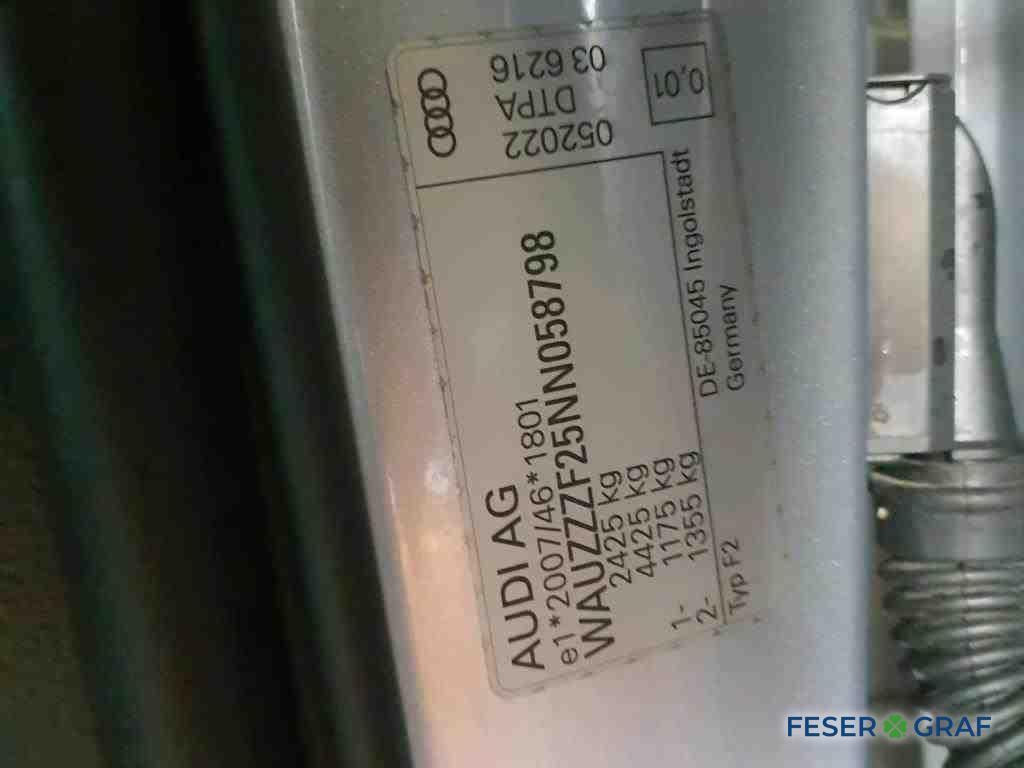 AUDI AG
e1*2007/46*1801
WAUZZZF25NN058798
2425 kg
4425 kg
1- 1175 kg
2- 1355 kg
Typ F2
DE-85045 Ingolstadt
Germany
052022
DTPA
03 6216
0,01
FESER GRAF